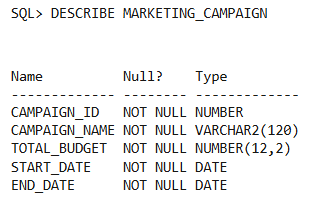 SQL> DESCRIBE MARKETING_CAMPAIGN
Name          Null?    Type
------------- -------- -------------
CAMPAIGN_ID   NOT NULL NUMBER
CAMPAIGN_NAME NOT NULL VARCHAR2(120)
TOTAL_BUDGET  NOT NULL NUMBER(12,2)
START_DATE    NOT NULL DATE
END_DATE      NOT NULL DATE